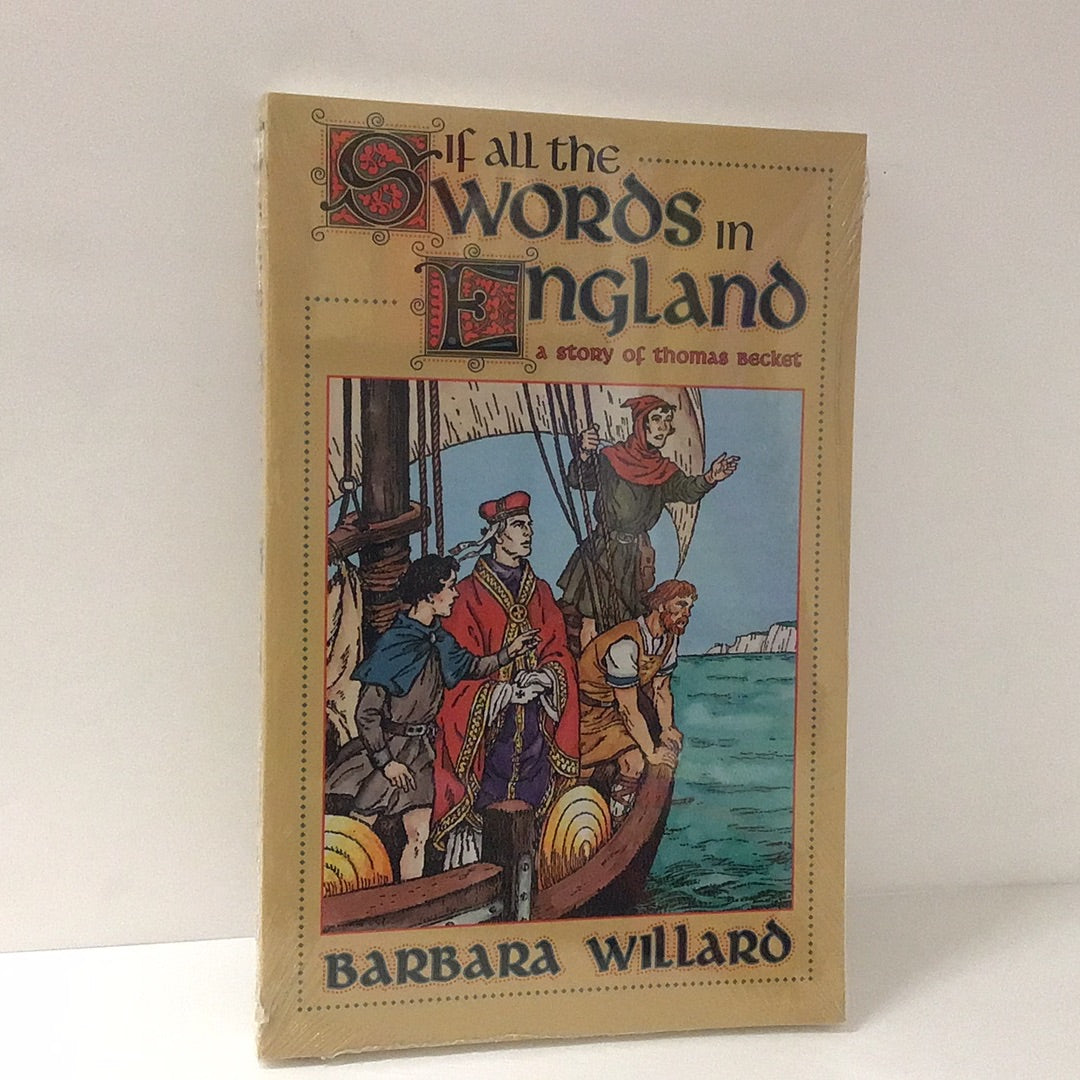 If all the
Swords in
England
a story of thomas Becket
Barbara Willard